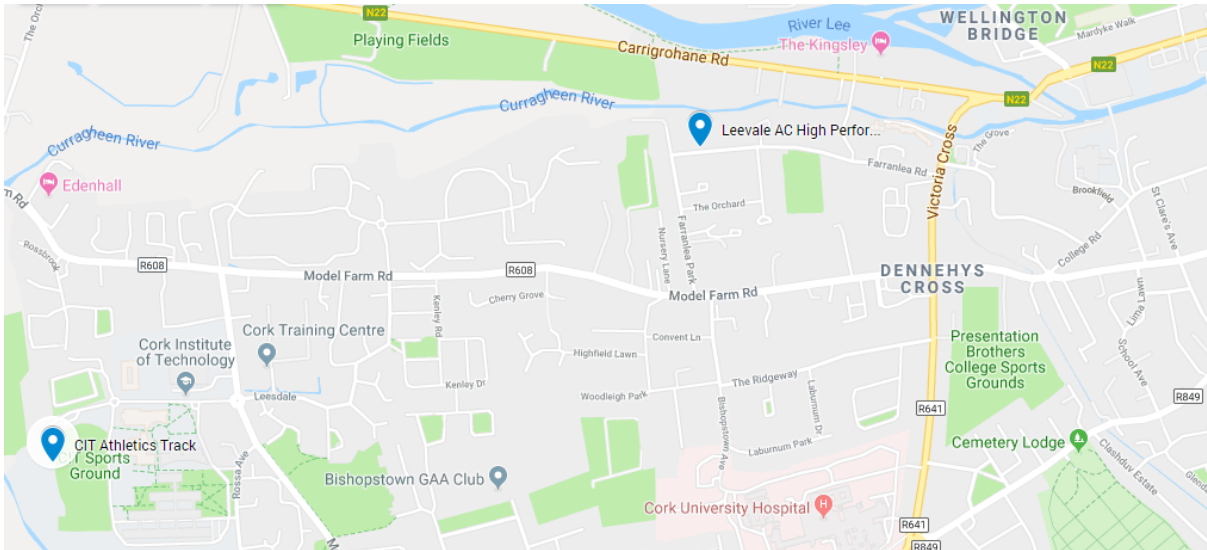 The Orch
N22
River Lee
WELLINGTON
BRIDGE
Mardyke Walk
Playing Fields
Carrigrohane Rd
The Kingsley
N22
N22
Curragheen River
Curragheen River
Leevale AC High Perfor...
The Grove
Victoria Cross
Farranlea Rd
Edenhall
m Rd
Brookfield
St Clare's Ave
The Orchard
Nursery Lane
Farranlea Park
Rossbrook
R608
Model Farm Rd
R608
College Rd
DENNEHYS
CROSS
Kenley Rd
Cherry Grove
Model Farm Rd
Lima Lawn
Cork Training Centre
Cork Institute
of Technology
Convent Ln
Highfield Lawn
Presentation
Brothers
College Sports
Grounds
School Ave
Leesdale
Kenley Dr
The Ridgeway
Woodleigh Park
Laburnum Dr
Bishopstown Ave
R641
R849
CIT Athletics Track
CIT Sports
Ground
Rossa Ave
Laburnum Park
Cemetery Lodge
Clashduv Estate
Glende
Bishopstown GAA Club
Cork University Hospital
H
R641
R849
M